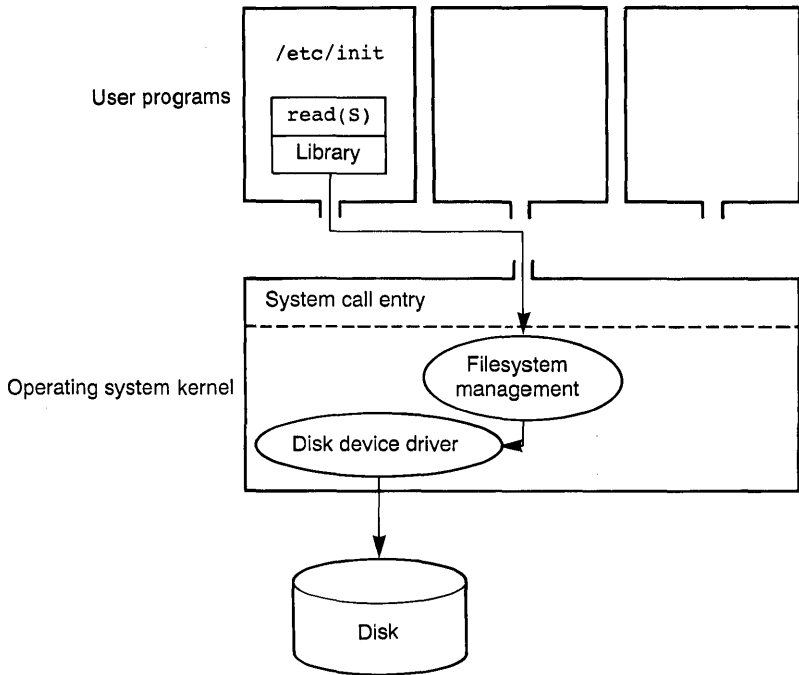 /etc/init
User programs
read(S)
Library
System call entry
Filesystem
management
Operating system kernel
Disk device driver
Disk